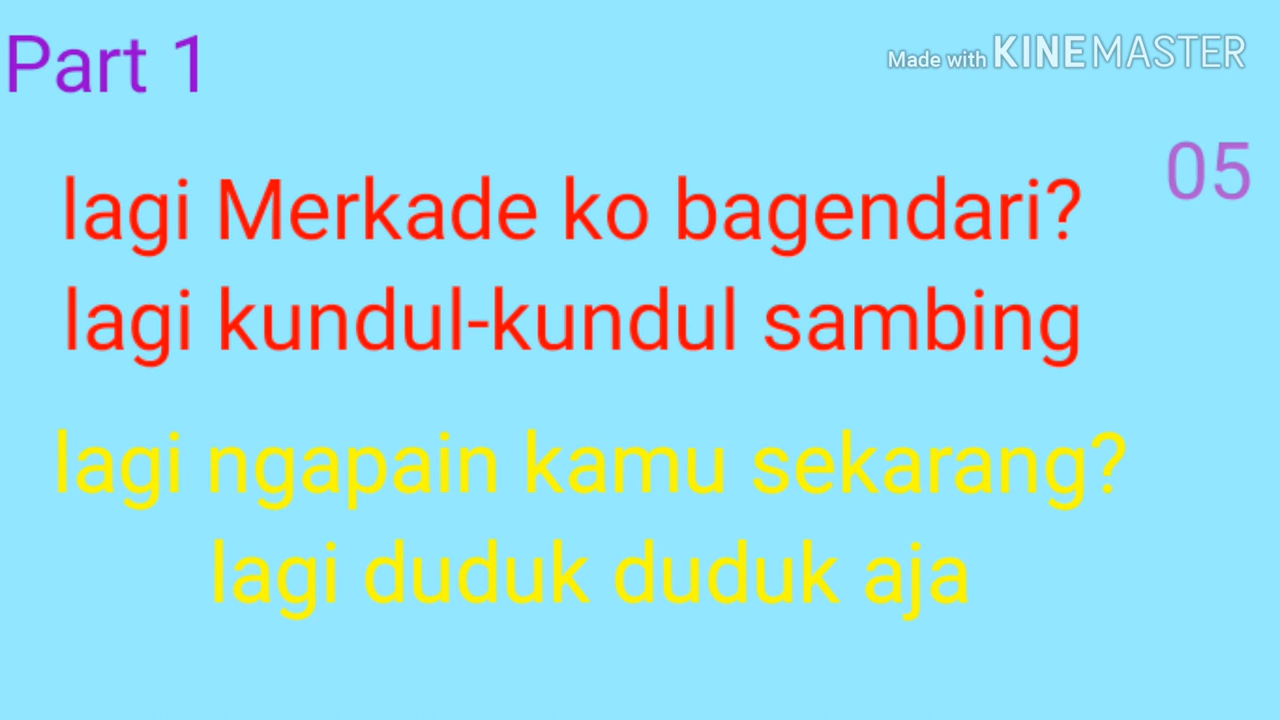 Part 1
Made with KINEMASTER
05
lagi Merkade ko bagendari?
lagi kundul-kundul sambing
lagi ngapain kamu sekarang?
lagi duduk duduk aja